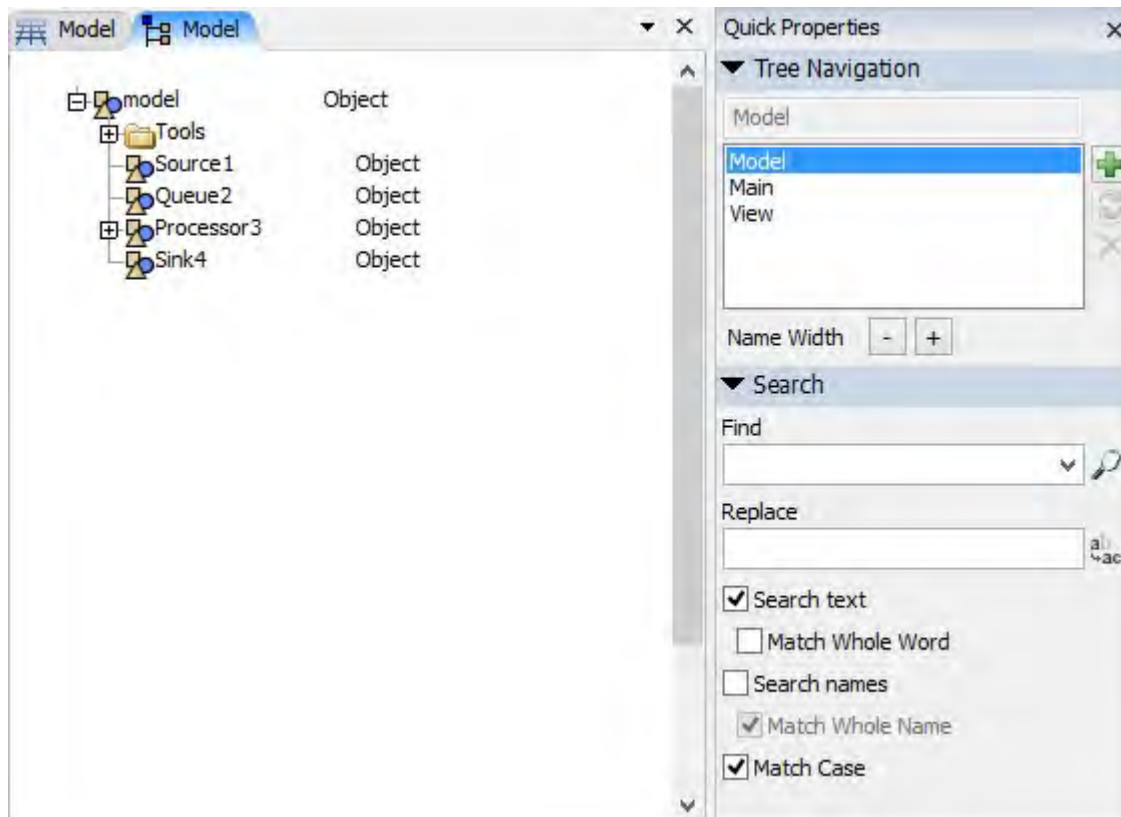 Model Model
model Object
Tools
Source1 Object
Queue2 Object
Processor3 Object
Sink4 Object
Quick Properties
Tree Navigation
Model
Model
Main
View
Name Width - +
Search
Find
Replace
ab
ac
Search text
Match Whole Word
Search names
Match Whole Name
Match Case